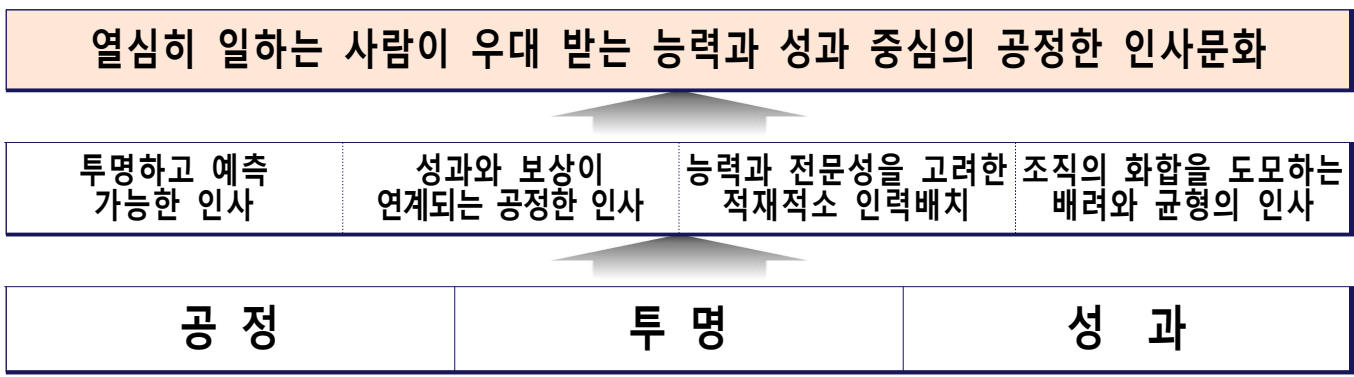 열심히 일하는 사람이 우대 받는 능력과 성과 중심의 공정한 인사문화
투명하고 예측
가능한 인사
성과와 보상이
연계되는 공정한 인사
능력과 전문성을 고려한
적재적소 인력배치
조직의 화합을 도모하는
배려와 균형의 인사
공 정
투 명
성 과